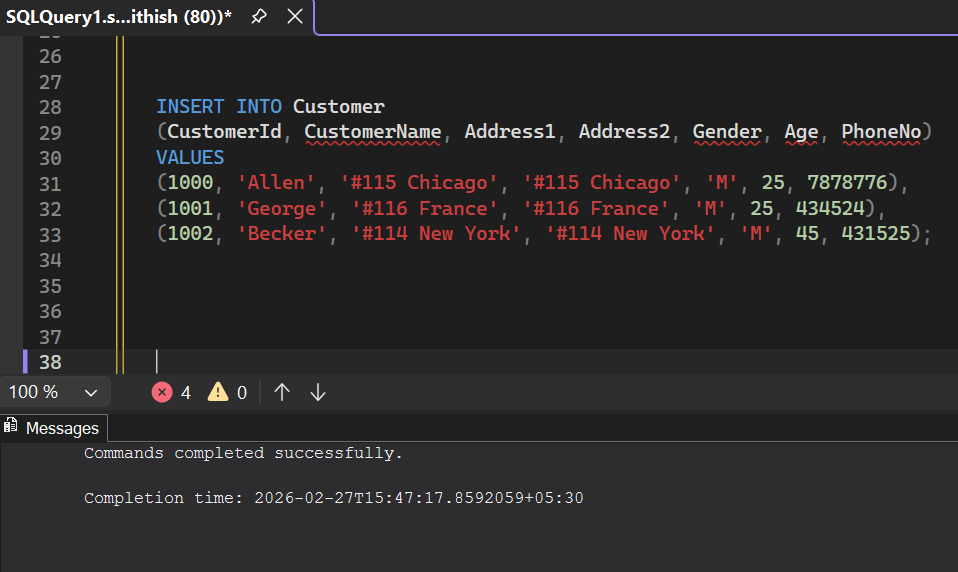 SQLQuery1.s...ithish (80))*
26
27
28 INSERT INTO Customer
29 (CustomerId, CustomerName, Address1, Address2, Gender, Age, PhoneNo)
30 VALUES
31 (1000, 'Allen', '#115 Chicago', '#115 Chicago', 'M', 25, 7878776),
32 (1001, 'George', '#116 France', '#116 France', 'M', 25, 434524),
33 (1002, 'Becker', '#114 New York', '#114 New York', 'M', 45, 431525);
34
35
36
37
38
100 % 4 0
Messages
Commands completed successfully.
Completion time: 2026-02-27T15:47:17.8592059+05:30